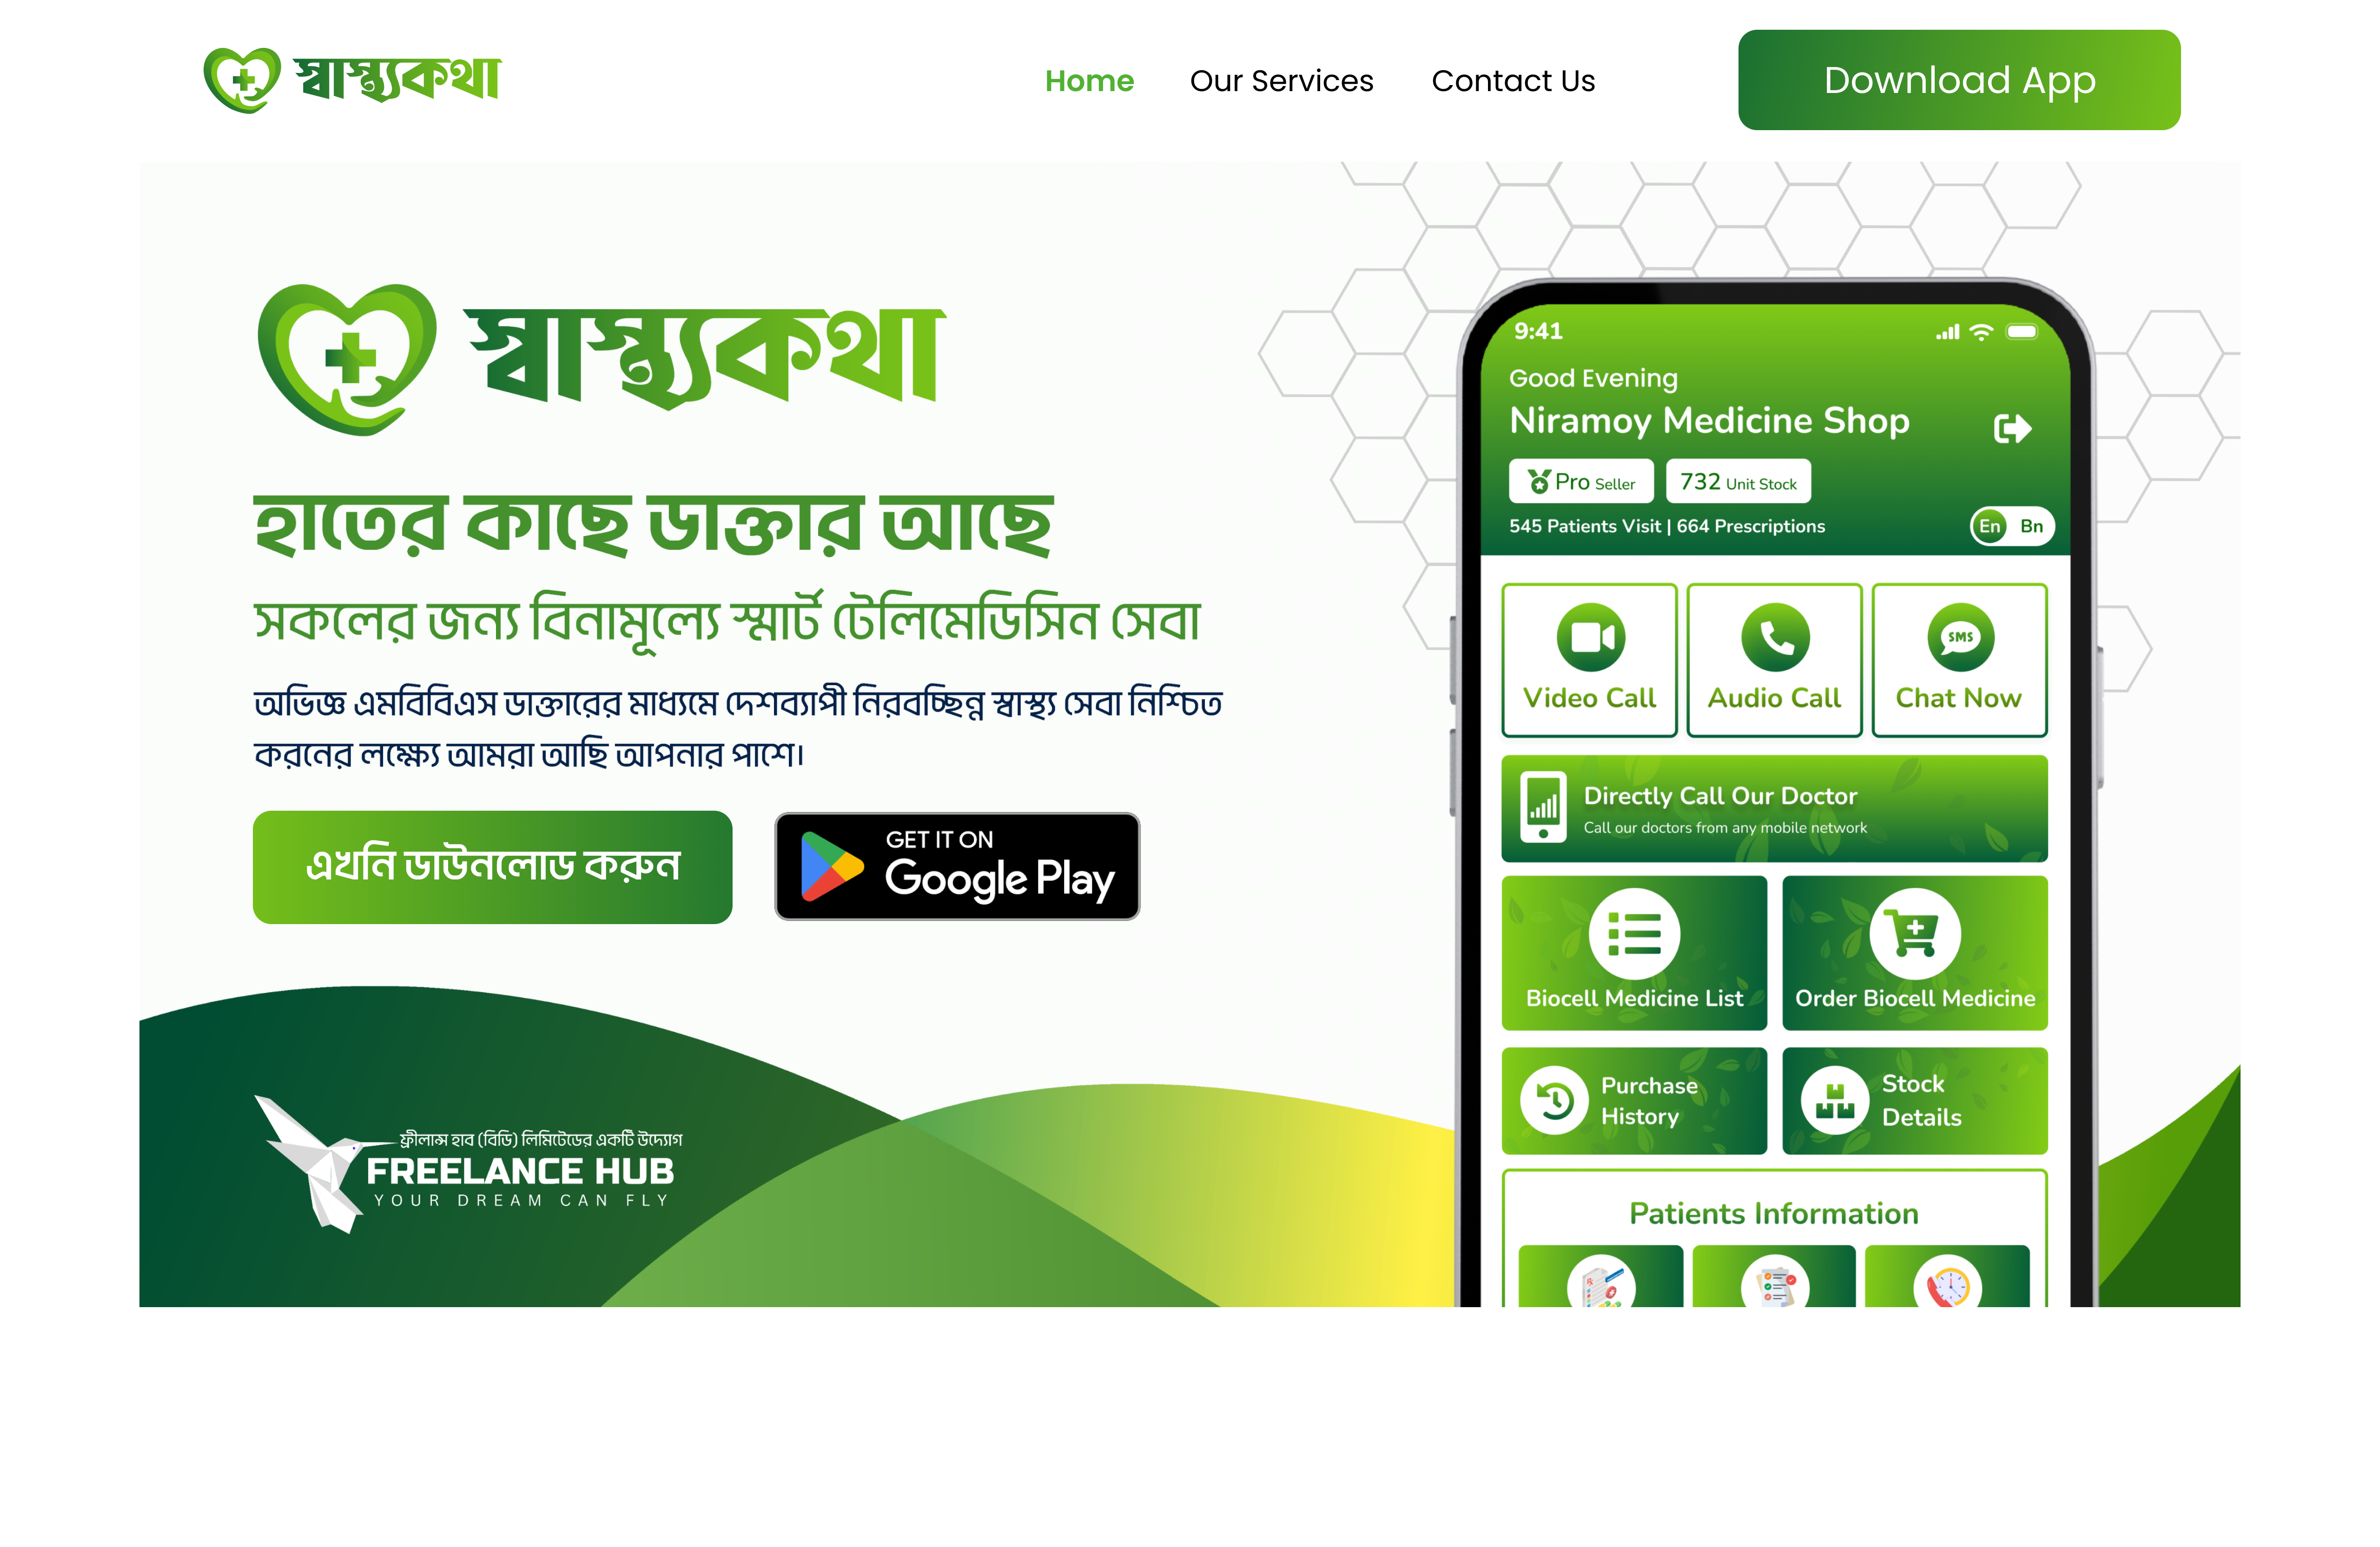 স্বাস্থ্যকথা
Home Our Services Contact Us
Download App
স্বাস্থ্যকথা
হাতের কাছে ডাক্তার আছে
সকলের জন্য বিনামূল্যে স্মার্ট টেলিমেডিসিন সেবা
অভিজ্ঞ এমবিবিএস ডাক্তারের মাধ্যমে দেশব্যাপী নিরবচ্ছিন্ন স্বাস্থ্য সেবা নিশ্চিত
করনের লক্ষ্যে আমরা আছি আপনার পাশে।
এখনি ডাউনলোড করুন
GET IT ON
Google Play
ফ্রীলান্স হাব (বিডি) লিমিটেডের একটি উদ্যোগ
FREELANCE HUB
YOUR DREAM CAN FLY
9:41
Good Evening
Niramoy Medicine Shop
Pro Seller
732 Unit Stock
545 Patients Visit | 664 Prescriptions
En Bn
SMS
Video Call
Audio Call
Chat Now
Directly Call Our Doctor
Call our doctors from any mobile network
Biocell Medicine List
Order Biocell Medicine
Purchase
History
Stock
Details
Patients Information